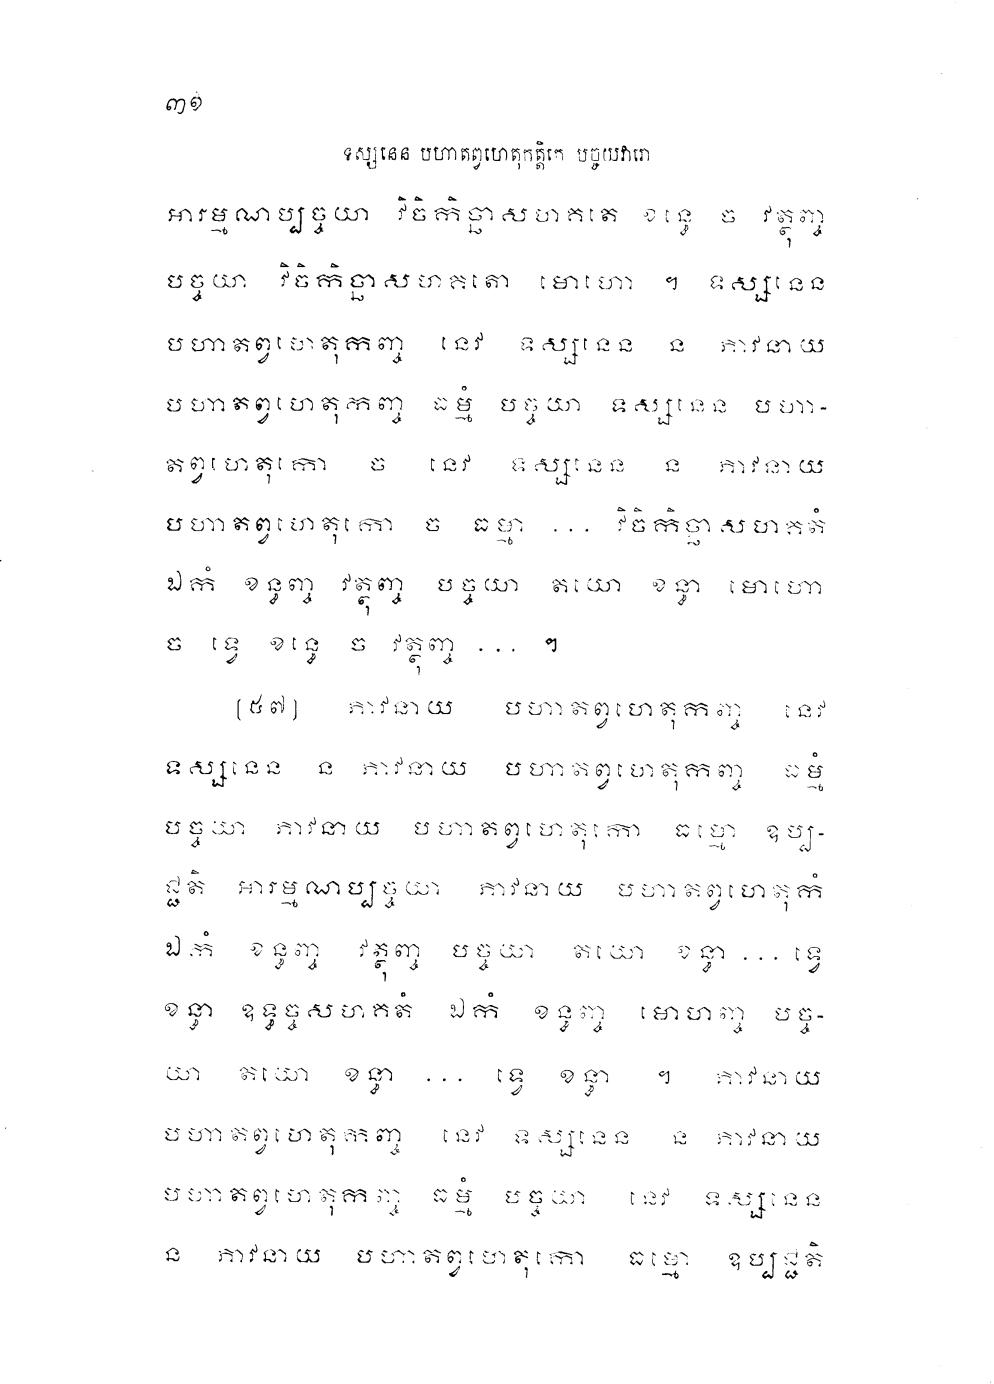 ៣១
ទស្សនេន បហាតព្វហេតុកត្តិកេ បច្ចយវារោ
អារម្មណប្បច្ចយា វិចិកិច្ឆាសហគតេ ខន្ធេ ច វត្ថុញ្ច
បច្ចយា វិចិកិច្ឆាសហគតោ មោហោ ។ ទស្សនេន
បហាតព្វហេតុកញ្ច នេវ ទស្សនេន ន ភាវនាយ
បហាតព្វហេតុកញ្ច ធម្មំ បច្ចយា ទស្សនេន បហា-
តព្វហេតុកោ ច នេវ ទស្សនេន ន ភាវនាយ
បហាតព្វហេតុកោ ច ធម្មា ... វិចិកិច្ឆាសហគតំ
ឯកំ ខន្ធញ្ច វត្ថុញ្ច បច្ចយា តយោ ខន្ធា មោហោ
ច ទ្វេ ខន្ធេ ច វត្ថុញ្ច ... ។
[៥៧] ភាវនាយ បហាតព្វហេតុកញ្ច នេវ
ទស្សនេន ន ភាវនាយ បហាតព្វហេតុកញ្ច ធម្មំ
បច្ចយា ភាវនាយ បហាតព្វហេតុកោ ធម្មោ ឧប្ប-
ជ្ជតិ អារម្មណប្បច្ចយា ភាវនាយ បហាតព្វហេតុកំ
ឯកំ ខន្ធញ្ច វត្ថុញ្ច បច្ចយា តយោ ខន្ធា ... ទ្វេ
ខន្ធា ឧទ្ធច្ចសហគតំ ឯកំ ខន្ធញ្ច មោហញ្ច បច្ច-
យា តយោ ខន្ធា ... ទ្វេ ខន្ធា ។ ភាវនាយ
បហាតព្វហេតុកញ្ច នេវ ទស្សនេន ន ភាវនាយ
បហាតព្វហេតុកញ្ច ធម្មំ បច្ចយា នេវ ទស្សនេន
ន ភាវនាយ បហាតព្វហេតុកោ ធម្មោ ឧប្បជ្ជតិ